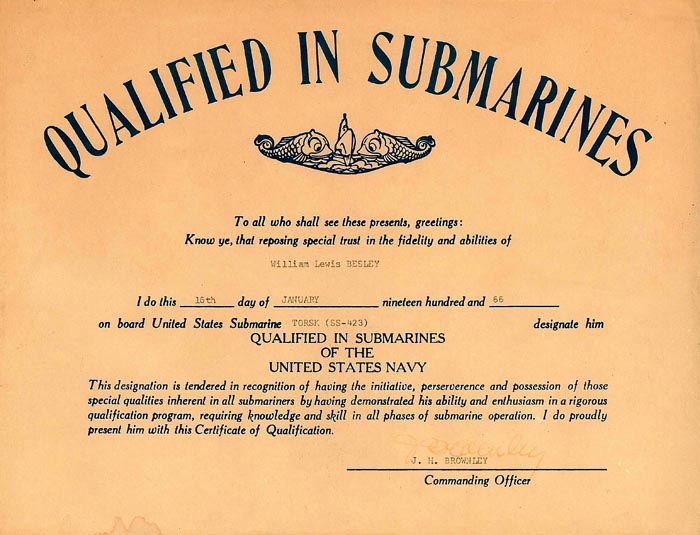 QUALIFIED IN SUBMARINES
To all who shall see these presents, greetings:
Know ye, that reposing special trust in the fidelity and abilities of
William Lewis BESLEY
I do this 16th day of JANUARY nineteen hundred and 66
on board United States Submarine TORSK (SS-423) designate him
QUALIFIED IN SUBMARINES
OF THE
UNITED STATES NAVY
This designation is tendered in recognition of having the initiative, perserverence and possession of those
special qualities inherent in all submariners by having demonstrated his ability and enthusiasm in a rigorous
qualification program, requiring knowledge and skill in all phases of submarine operation. I do proudly
present him with this Certificate of Qualification.
J. M. BROWNLEY
Commanding Officer